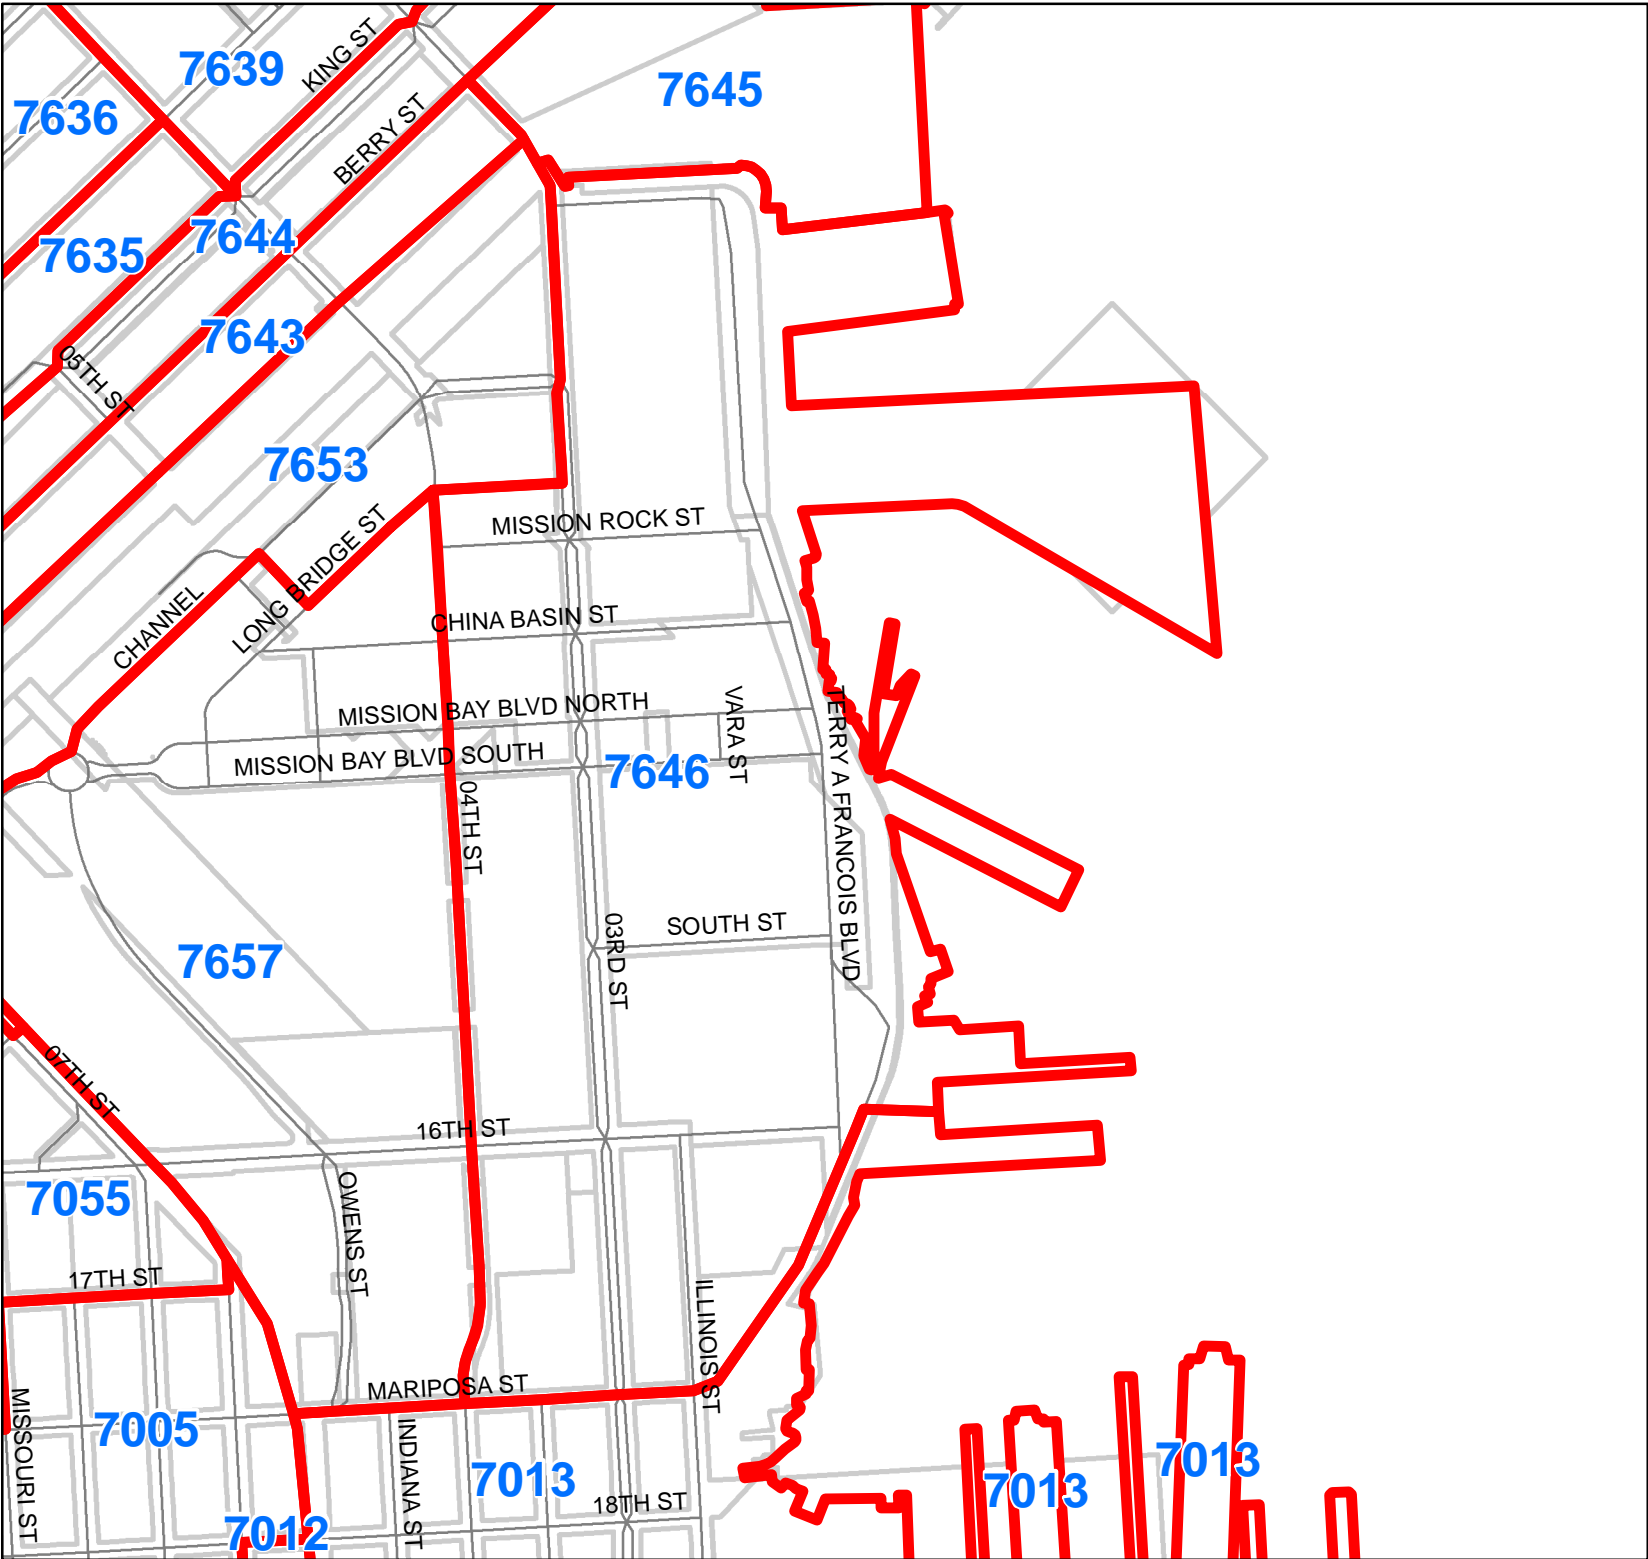 7639
KING ST
7645
7636
BERRY ST
7644
7635
7643
05TH ST
7653
MISSION ROCK ST
LONG BRIDGE ST
CHANNEL
CHINA BASIN ST
MISSION BAY BLVD NORTH
VARA ST
TERRY A FRANCOIS BLVD
MISSION BAY BLVD SOUTH
7646
04TH ST
SOUTH ST
03RD ST
7657
07TH ST
16TH ST
7055
OWENS ST
17TH ST
ILLINOIS ST
MARIPOSA ST
MISSOURI ST
7005
INDIANA ST
7013
7013
7013
18TH ST
7012